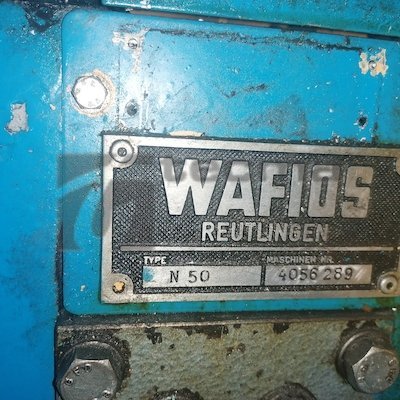 WAFIOS
REUTLINGEN
TYPE MASCHINEN NR.
N 50 4056 289